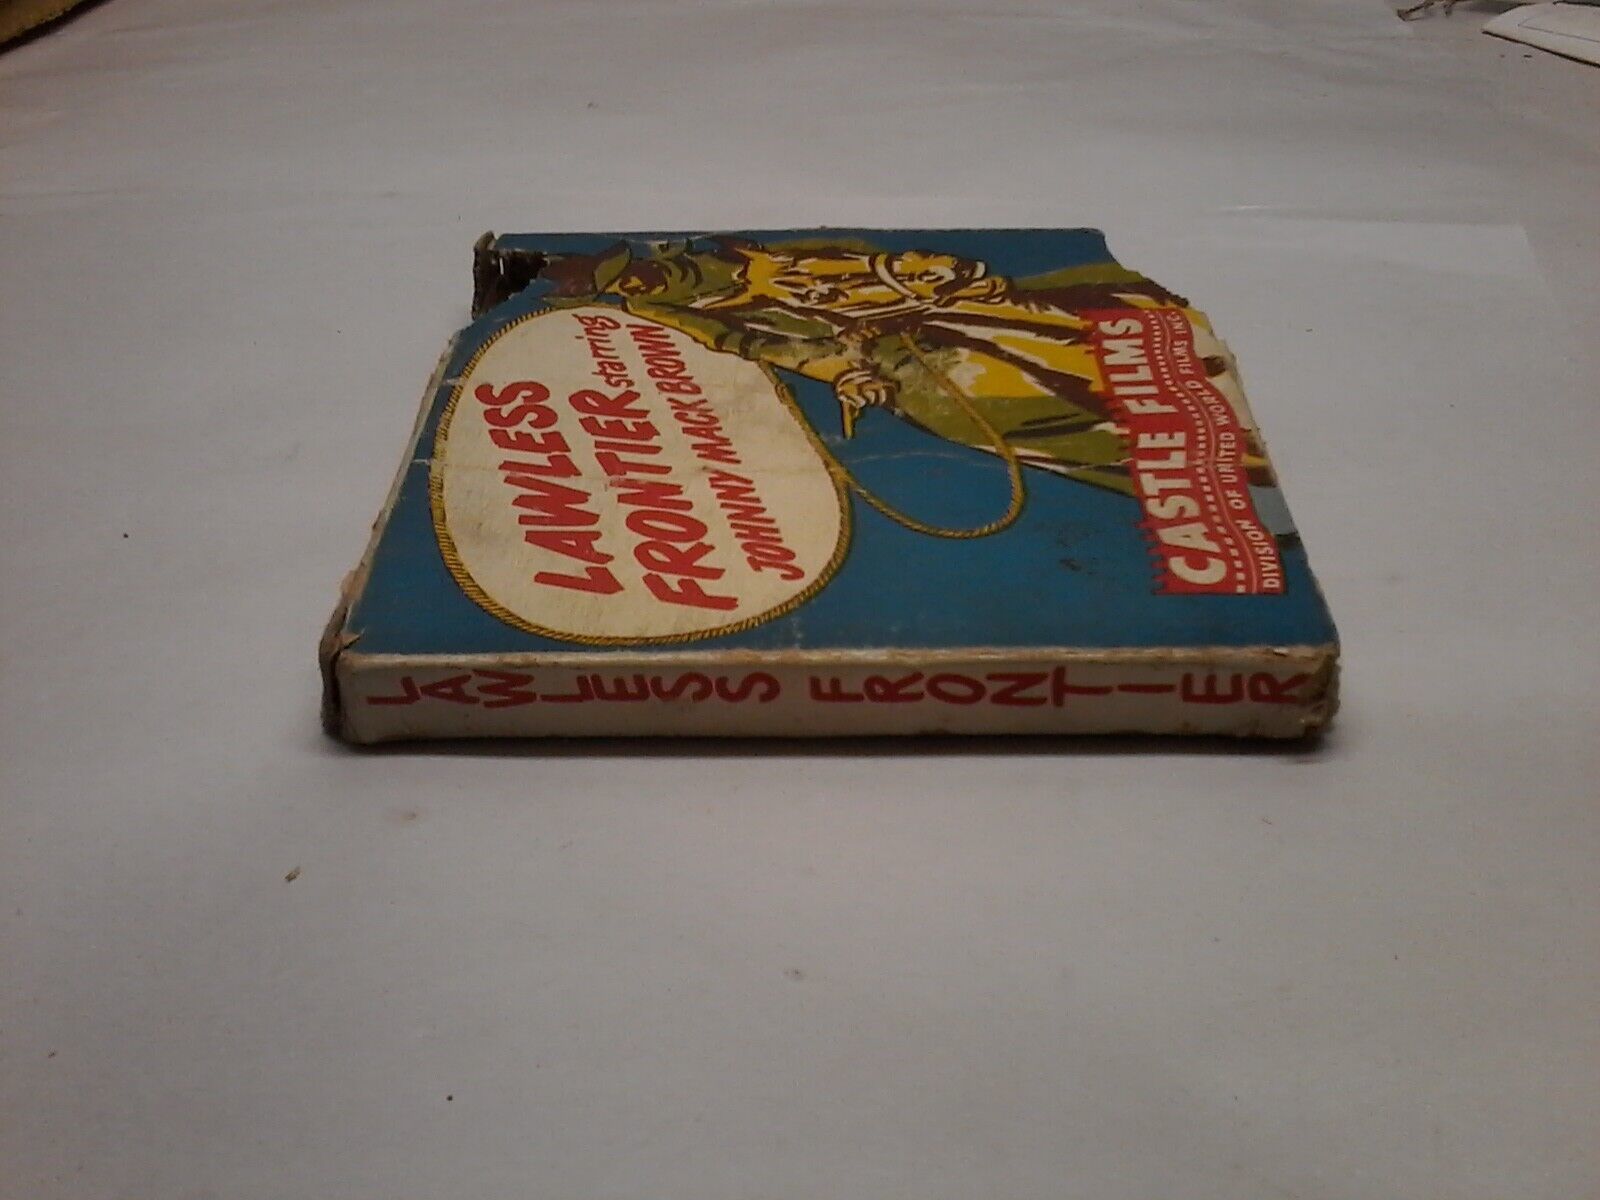 LAWLESS
FRONTIER starring
JOHNNY MACK BROWN
CASTLE FILMS
DIVISION OF UNITED WORLD FILMS INC.
LAWLESS FRONTIER